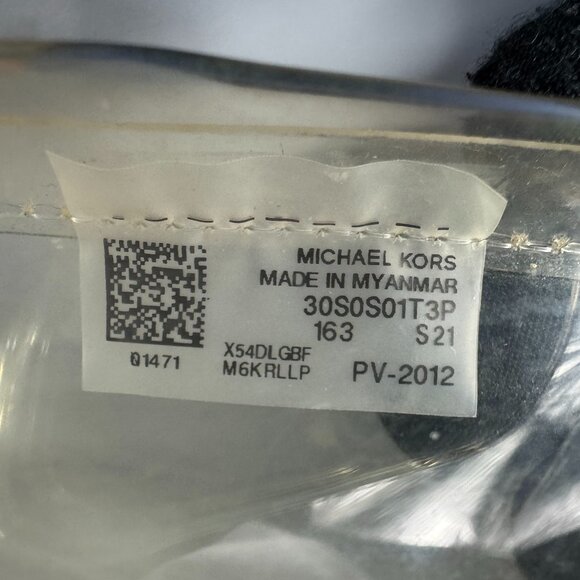 MICHAEL KORS
MADE IN MYANMAR
30S0S01T3P
163 S21
01471
X54DLGBF
M6KRLLP
PV-2012